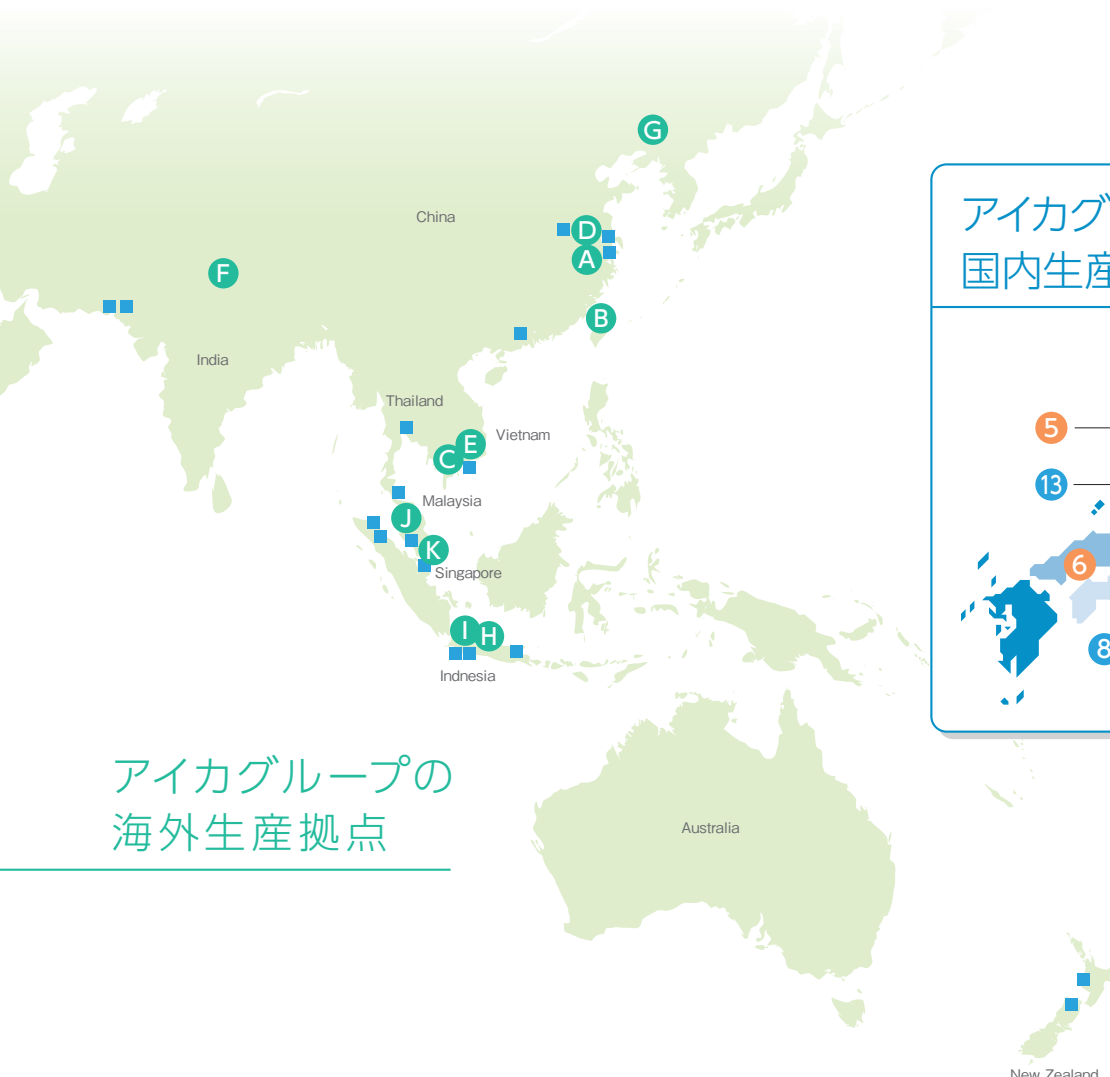 G
China
D
A
F
B
India
Thailand
Vietnam
E
C
Malaysia
J
K
Singapore
I
H
Indnesia
アイカグループの
海外生産拠点
Australia
New Zealand
アイカグ
国内生産
5
13
6
8